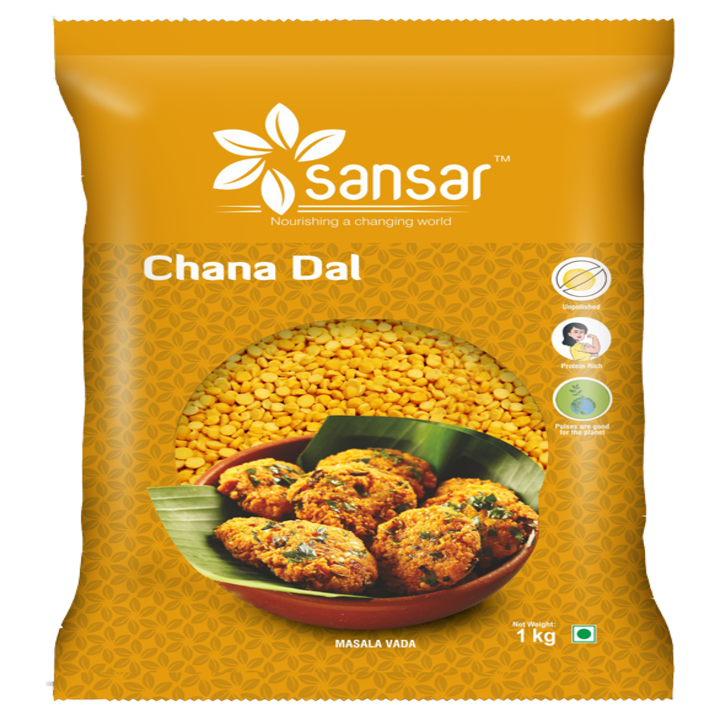 sansar™
Nourishing a changing world
Chana Dal
Unpolished
Protein Rich
Pulses are good
for the planet
Net Weight:
1 kg
MASALA VADA